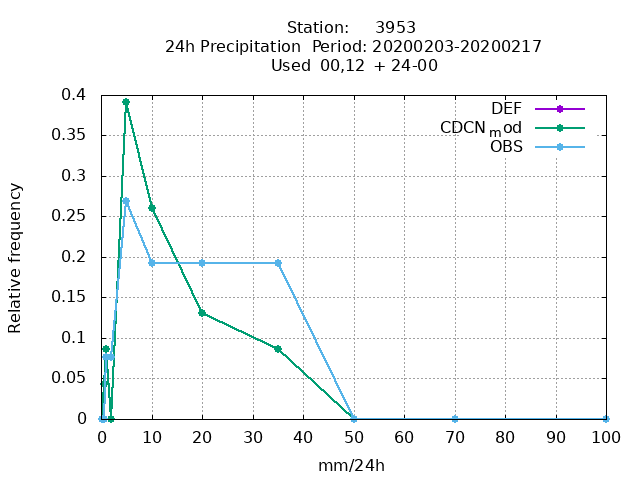 Station: 3953
24h Precipitation Period: 20200203-20200217
Used 00,12 + 24-00
0.4
0.35
0.3
0.25
0.2
0.15
0.1
0.05
0
Relative frequency
DEF
CDCNmod
OBS
0 10 20 30 40 50 60 70 80 90 100
mm/24h